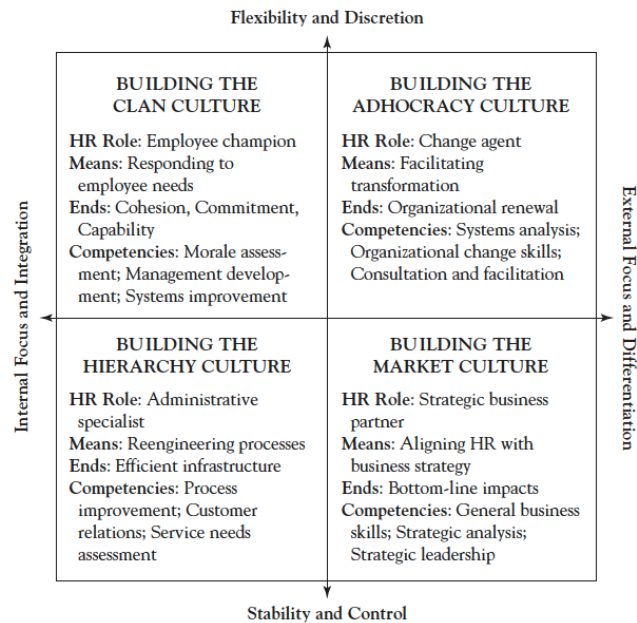 Flexibility and Discretion
BUILDING THE
CLAN CULTURE
HR Role: Employee champion
Means: Responding to
employee needs
Ends: Cohesion, Commitment,
Capability
Competencies: Morale assess-
ment; Management develop-
ment; Systems improvement
BUILDING THE
ADHOCRACY CULTURE
HR Role: Change agent
Means: Facilitating
transformation
Ends: Organizational renewal
Competencies: Systems analysis;
Organizational change skills;
Consultation and facilitation
Internal Focus and Integration
External Focus and Differentiation
BUILDING THE
HIERARCHY CULTURE
HR Role: Administrative
specialist
Means: Reengineering processes
Ends: Efficient infrastructure
Competencies: Process
improvement; Customer
relations; Service needs
assessment
BUILDING THE
MARKET CULTURE
HR Role: Strategic business
partner
Means: Aligning HR with
business strategy
Ends: Bottom-line impacts
Competencies: General business
skills; Strategic analysis;
Strategic leadership
Stability and Control